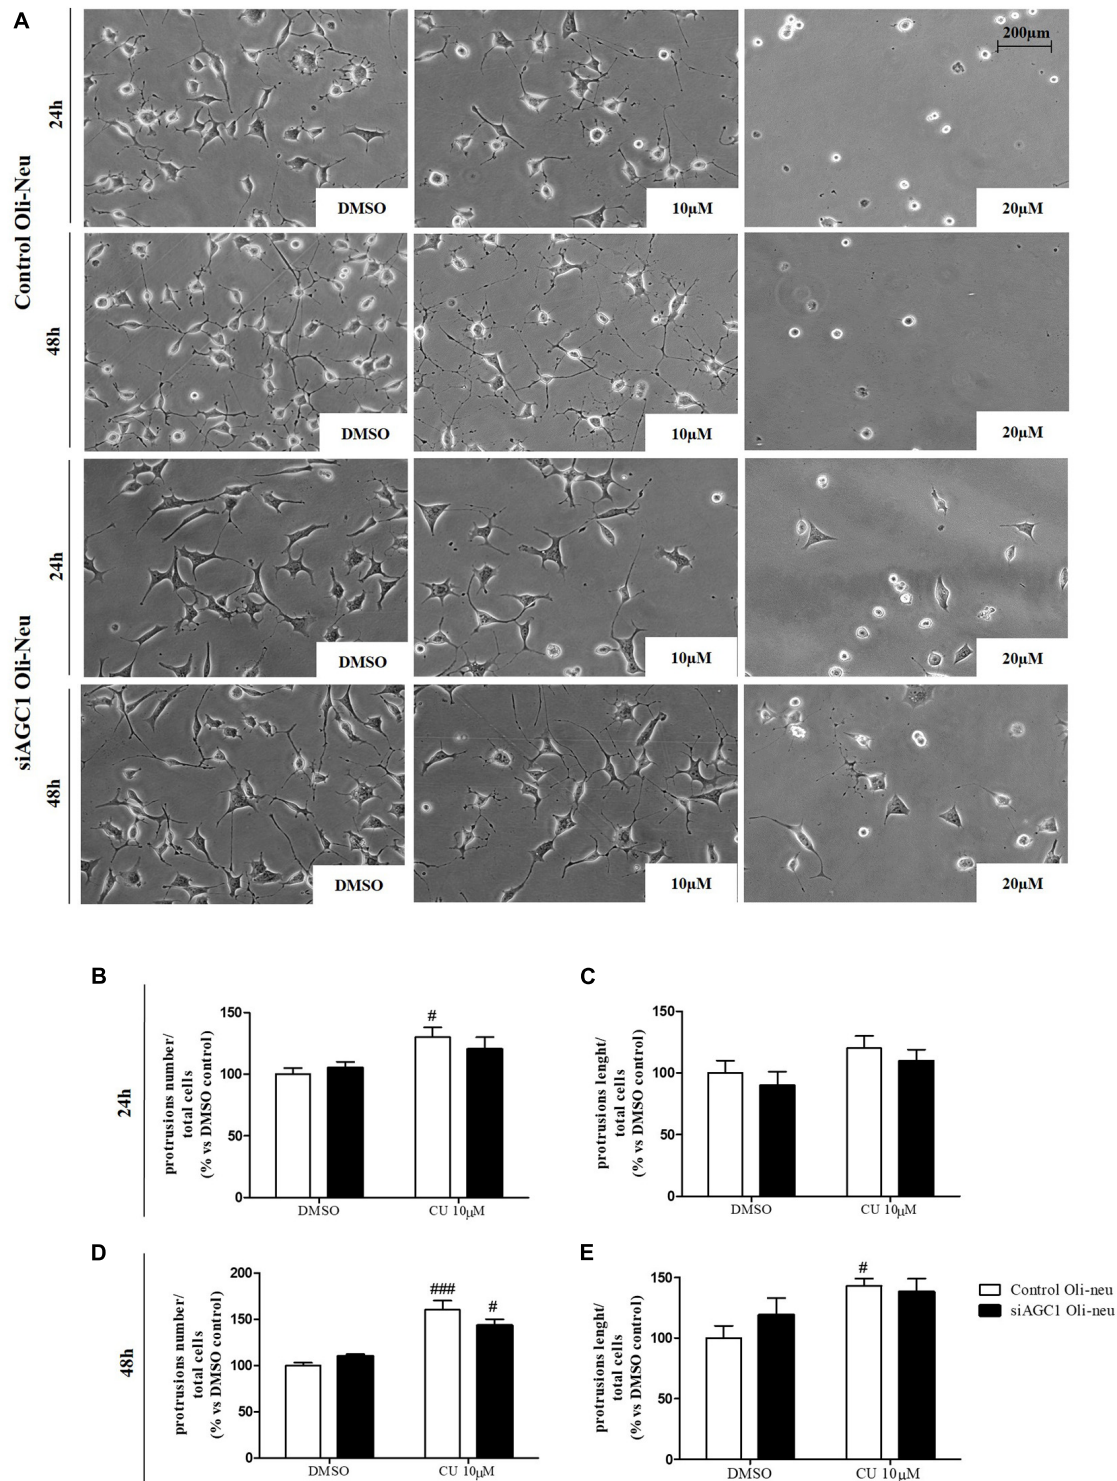 A
Control Oli-Neu
24h
200µm
DMSO
10µM
20µM
48h
DMSO
10µM
20µM
siAGC1 Oli-Neu
24h
DMSO
10µM
20µM
48h
DMSO
10µM
20µM
24h
B
protrusions number/
total cells
(% vs DMSO control)
150
100
50
0
#
DMSO
CU 10µM
C
protrusions lenght/
total cells
(% vs DMSO control)
150
100
50
0
DMSO
CU 10µM
48h
D
protrusions number/
total cells
(% vs DMSO control)
200
150
100
50
0
###
#
DMSO
CU 10µM
E
protrusions lenght/
total cells
(% vs DMSO control)
150
100
50
0
#
DMSO
CU 10µM
Control Oli-neu
siAGC1 Oli-neu